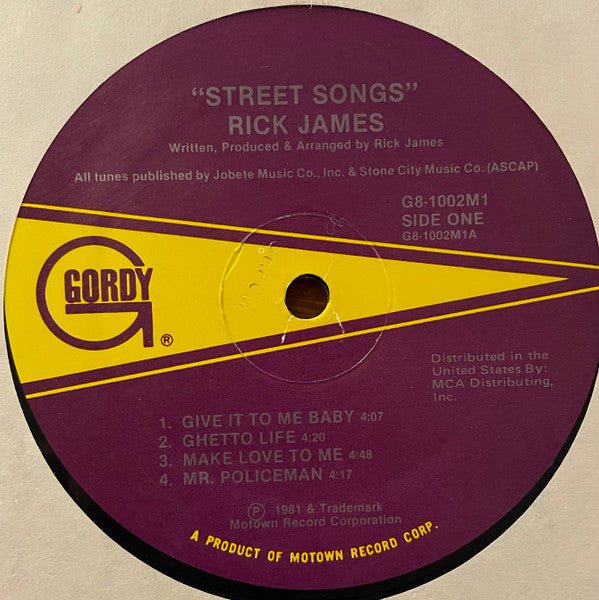 "STREET SONGS"
RICK JAMES
Written, Produced & Arranged by Rick James
All tunes published by Jobete Music Co., Inc. & Stone City Music Co. (ASCAP)
G8-1002M1
SIDE ONE
G8-1002M1A
GORDY
®
Distributed in the
United States By:
MCA Distributing,
Inc.
1. GIVE IT TO ME BABY 4:07
2. GHETTO LIFE 4:20
3. MAKE LOVE TO ME 4:48
4. MR. POLICEMAN 4:17
Ⓟ 1981 & Trademark
Motown Record Corporation
A PRODUCT OF MOTOWN RECORD CORP.